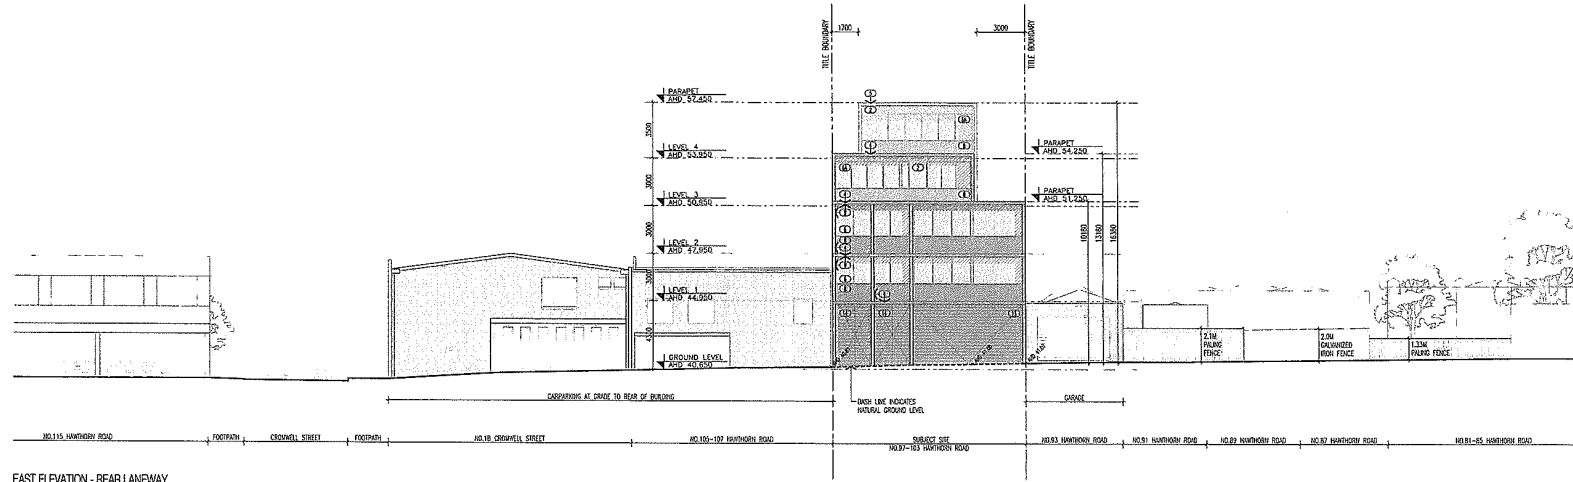 TITLE BOUNDARY
1700
3000
TITLE BOUNDARY
PARAPET
AHD 57.450
3500
LEVEL 4
AHD 53.950
3000
LEVEL 3
AHD 50.950
3000
LEVEL 2
AHD 47.950
3000
LEVEL 1
AHD 44.950
4300
GROUND LEVEL
AHD 40.650
PARAPET
AHD 54.250
PARAPET
AHD 51.250
10160
13160
16360
2.1M
PALING
FENCE
2.0M
GALVANIZED
IRON FENCE
1.33M
PALING FENCE
CARPARKING AT GRADE TO REAR OF BUILDING
DASH LINE INDICATES
NATURAL GROUND LEVEL
GARAGE
NO.115 HAWTHORN ROAD
FOOTPATH
CROMWELL STREET
FOOTPATH
NO.1B CROMWELL STREET
NO.105-107 HAWTHORN ROAD
SUBJECT SITE
NO.97-103 HAWTHORN ROAD
NO.93 HAWTHORN ROAD
NO.91 HAWTHORN ROAD
NO.89 HAWTHORN ROAD
NO.87 HAWTHORN ROAD
NO.81-85 HAWTHORN ROAD
EAST ELEVATION - REAR LANEWAY